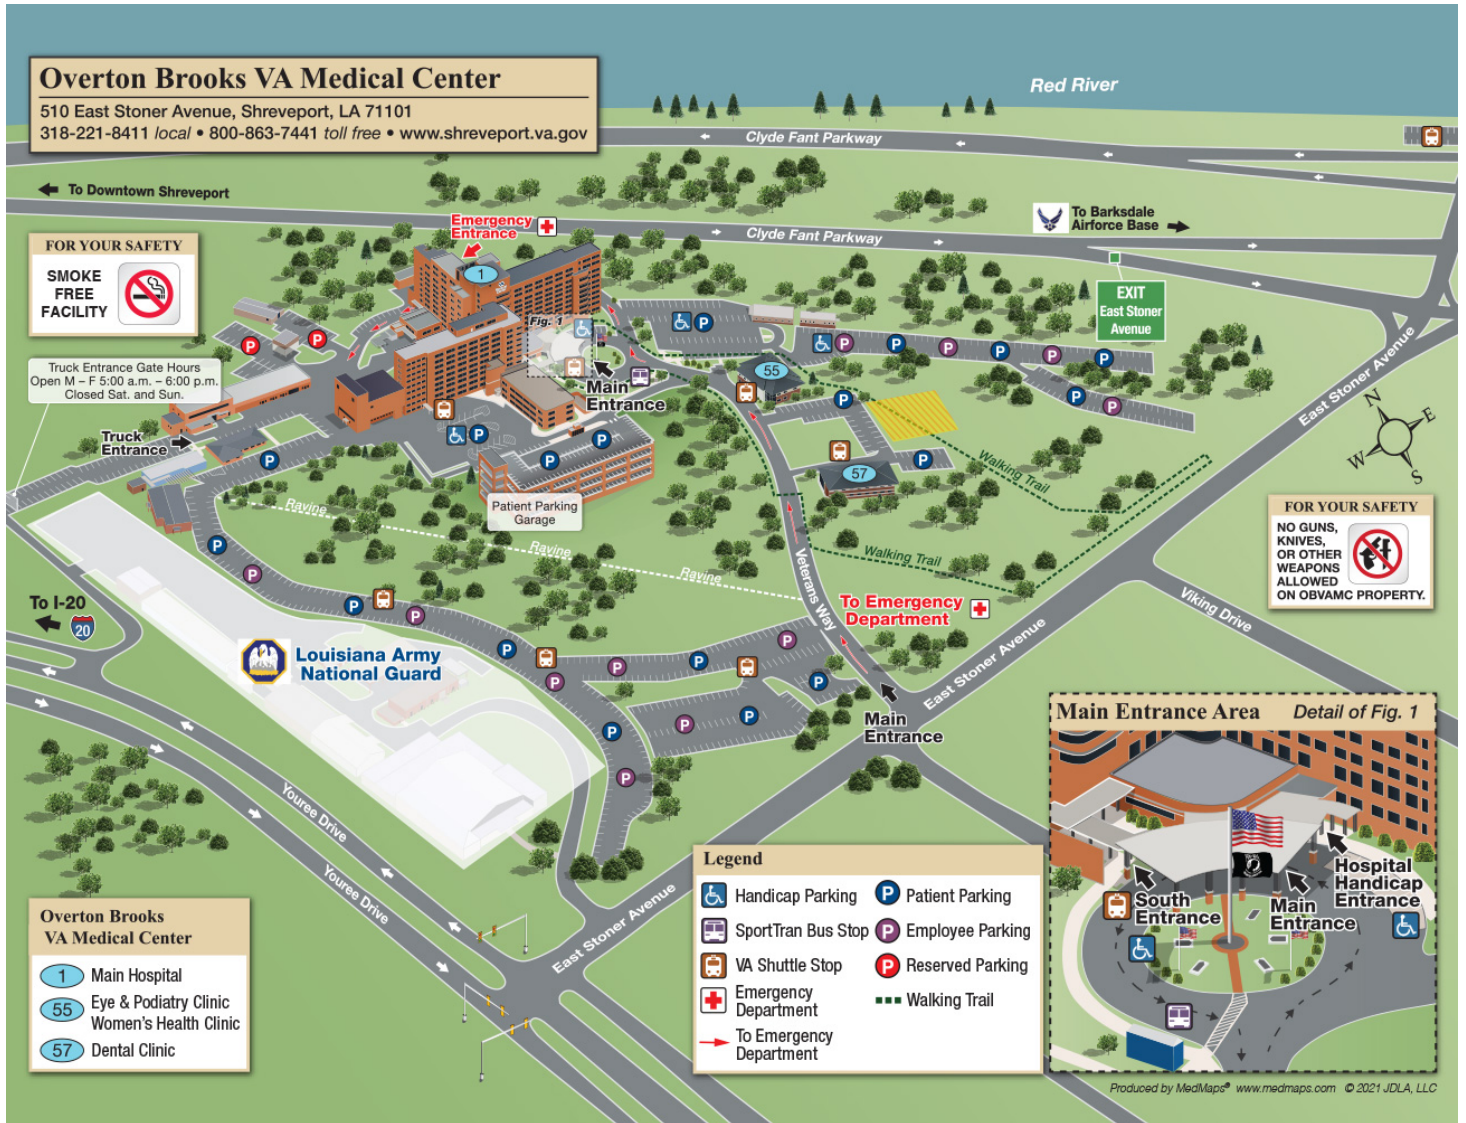 Overton Brooks VA Medical Center
510 East Stoner Avenue, Shreveport, LA 71101
318-221-8411 local • 800-863-7441 toll free • www.shreveport.va.gov
Red River
Clyde Fant Parkway
To Downtown Shreveport
Emergency
Entrance
Clyde Fant Parkway
To Barksdale
Airforce Base
FOR YOUR SAFETY
SMOKE
FREE
FACILITY
1
EXIT
East Stoner
Avenue
Fig. 1
P
P
P
P
P
P
P
P
P
P
P
Truck Entrance Gate Hours
Open M – F 5:00 a.m. – 6:00 p.m.
Closed Sat. and Sun.
55
Main
Entrance
East Stoner Avenue
N
E
W
S
P
P
P
P
P
P
P
Truck
Entrance
57
Walking Trail
Patient Parking
Garage
Ravine
Ravine
Ravine
Walking Trail
Veterans Way
FOR YOUR SAFETY
NO GUNS,
KNIVES,
OR OTHER
WEAPONS
ALLOWED
ON OBVAMC PROPERTY.
P
P
P
P
To I-20
20
To Emergency
Department
Viking Drive
Louisiana Army
National Guard
P
P
P
P
P
P
P
P
P
P
East Stoner Avenue
Main
Entrance
Youree Drive
Youree Drive
East Stoner Avenue
Main Entrance Area Detail of Fig. 1
Hospital
Handicap
Entrance
South
Entrance
Main
Entrance
Legend
Handicap Parking
P Patient Parking
SportTran Bus Stop
P Employee Parking
VA Shuttle Stop
P Reserved Parking
Emergency
Department
Walking Trail
To Emergency
Department
Overton Brooks
VA Medical Center
1 Main Hospital
55 Eye & Podiatry Clinic
Women's Health Clinic
57 Dental Clinic
Produced by MedMaps® www.medmaps.com © 2021 JDLA, LLC